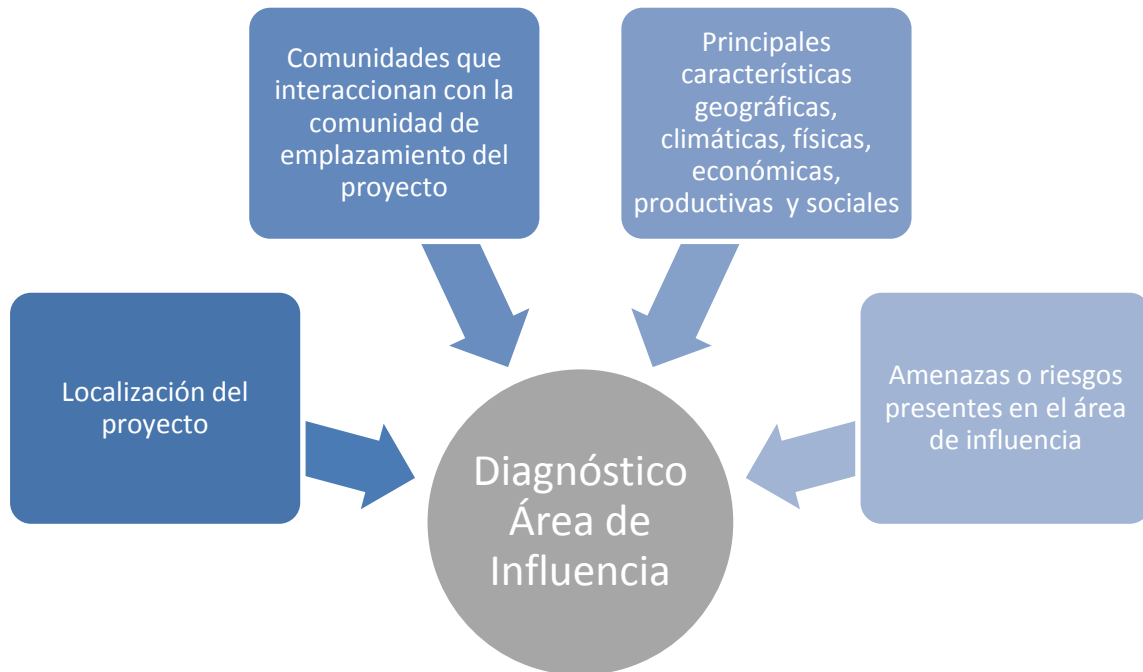 Localización del
proyecto
Comunidades que
interaccionan con la
comunidad de
emplazamiento del
proyecto
Principales
características
geográficas,
climáticas, físicas,
económicas,
productivas y sociales
Amenazas o riesgos
presentes en el área
de influencia
Diagnóstico
Área de
Influencia